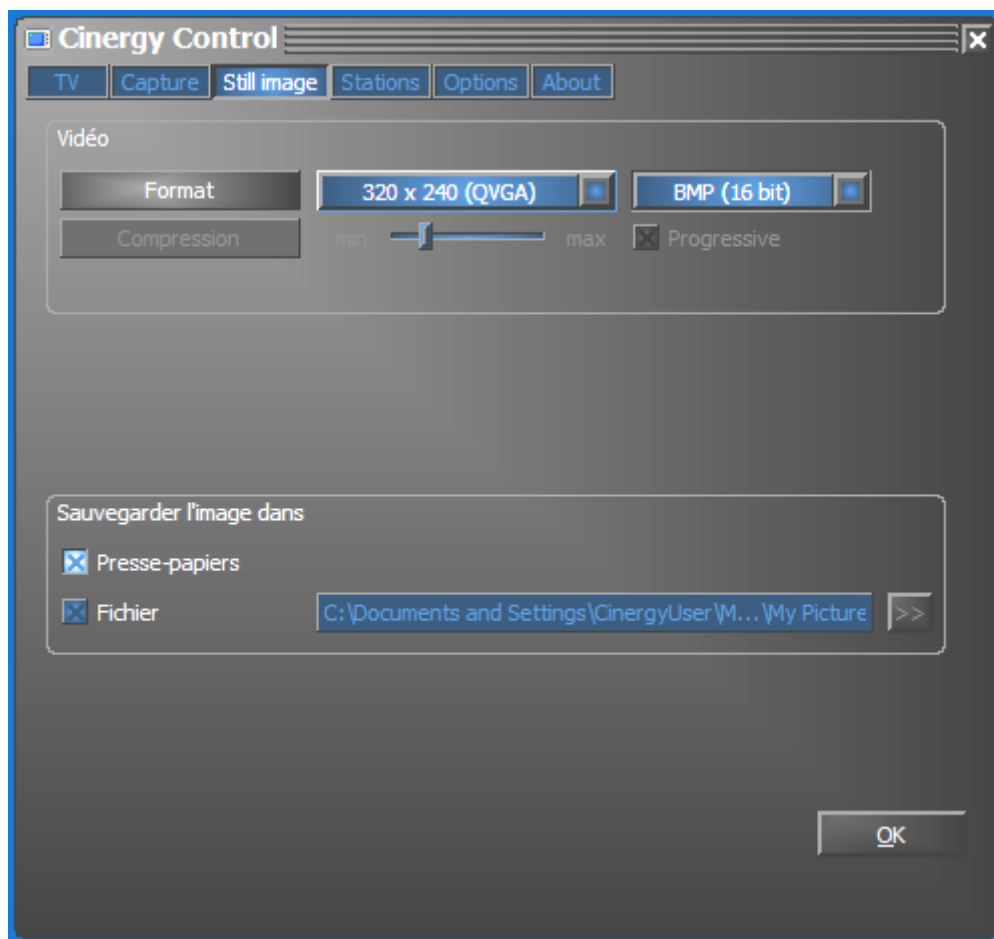 Cinergy Control
TV Capture Still image Stations Options About
Vidéo
Format 320 x 240 (QVGA) BMP (16 bit)
Compression min max Progressive
Sauvegarder l'image dans
Presse-papiers
Fichier C:\Documents and Settings\CinergyUser\M...\My Picture >>
OK